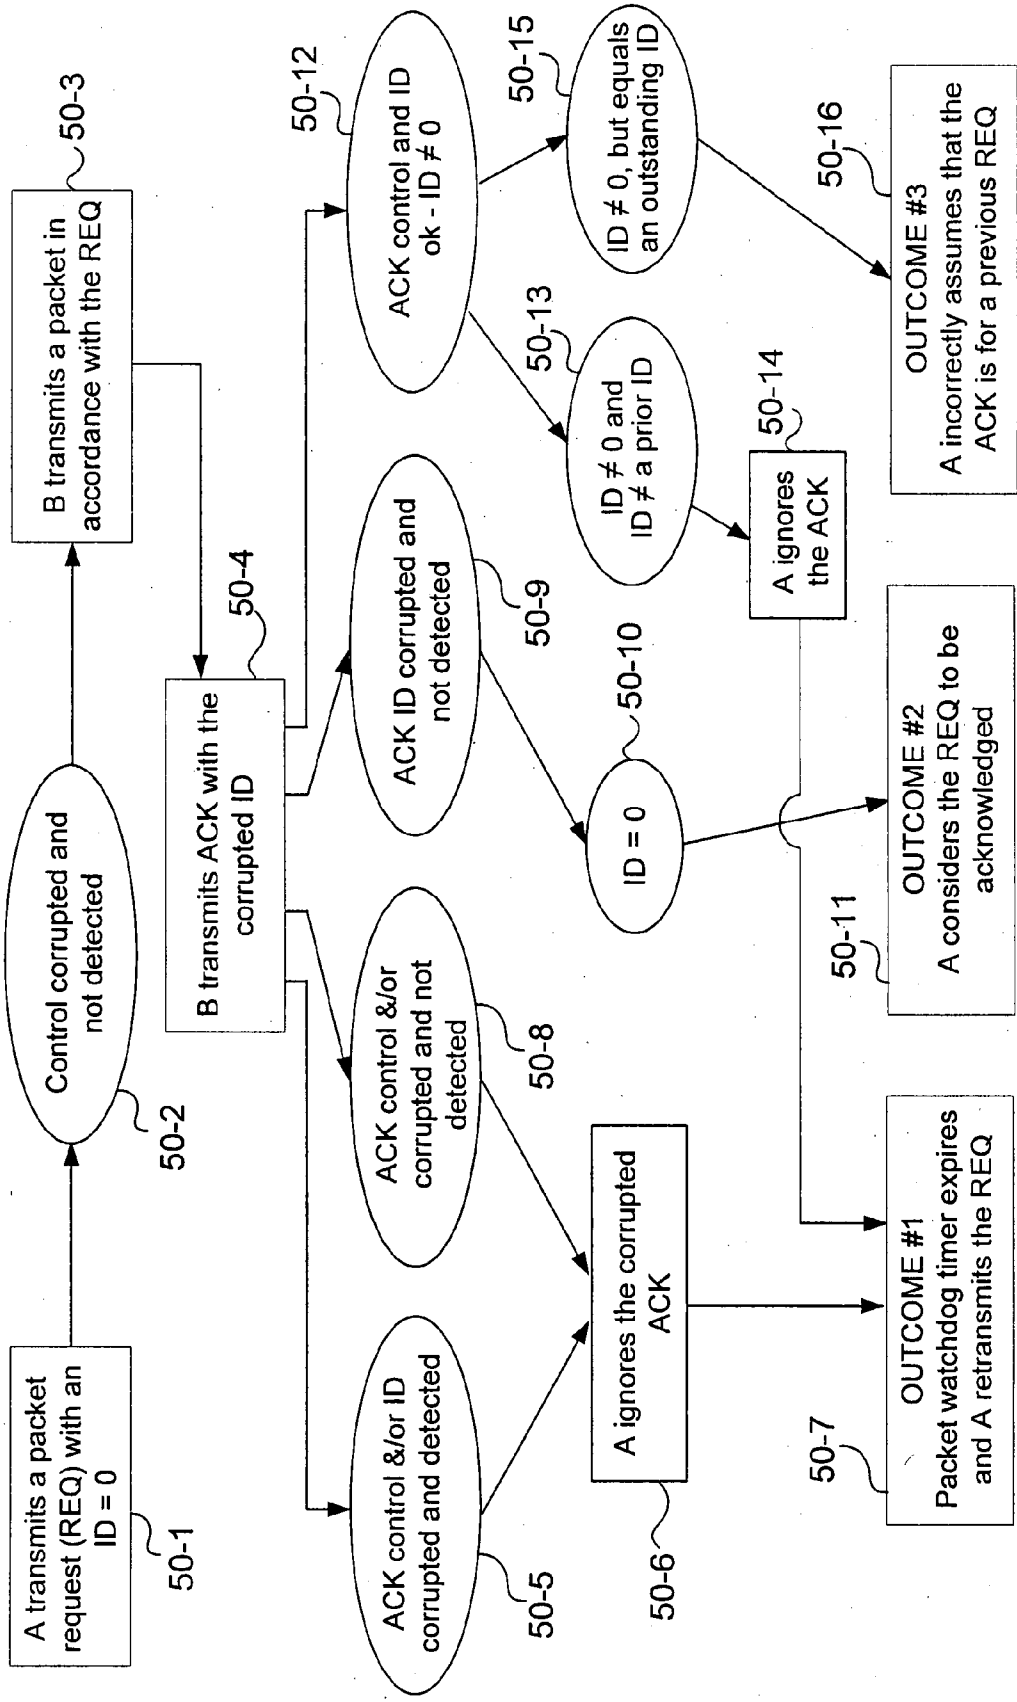 A transmits a packet
request (REQ) with an
ID = 0
50-1
Control corrupted and
not detected
50-2
B transmits a packet in
accordance with the REQ
50-3
B transmits ACK with the
corrupted ID
50-4
ACK control &/or ID
corrupted and detected
50-5
ACK control &/or
corrupted and not
detected
50-8
ACK ID corrupted and
not detected
50-9
ACK control and ID
ok - ID ≠ 0
50-12
A ignores the corrupted
ACK
50-6
ID = 0
50-10
ID ≠ 0 and
ID ≠ a prior ID
50-13
ID ≠ 0, but equals
an outstanding ID
50-15
A ignores
the ACK
50-14
OUTCOME #1
Packet watchdog timer expires
and A retransmits the REQ
50-7
OUTCOME #2
A considers the REQ to be
acknowledged
50-11
OUTCOME #3
A incorrectly assumes that the
ACK is for a previous REQ
50-16